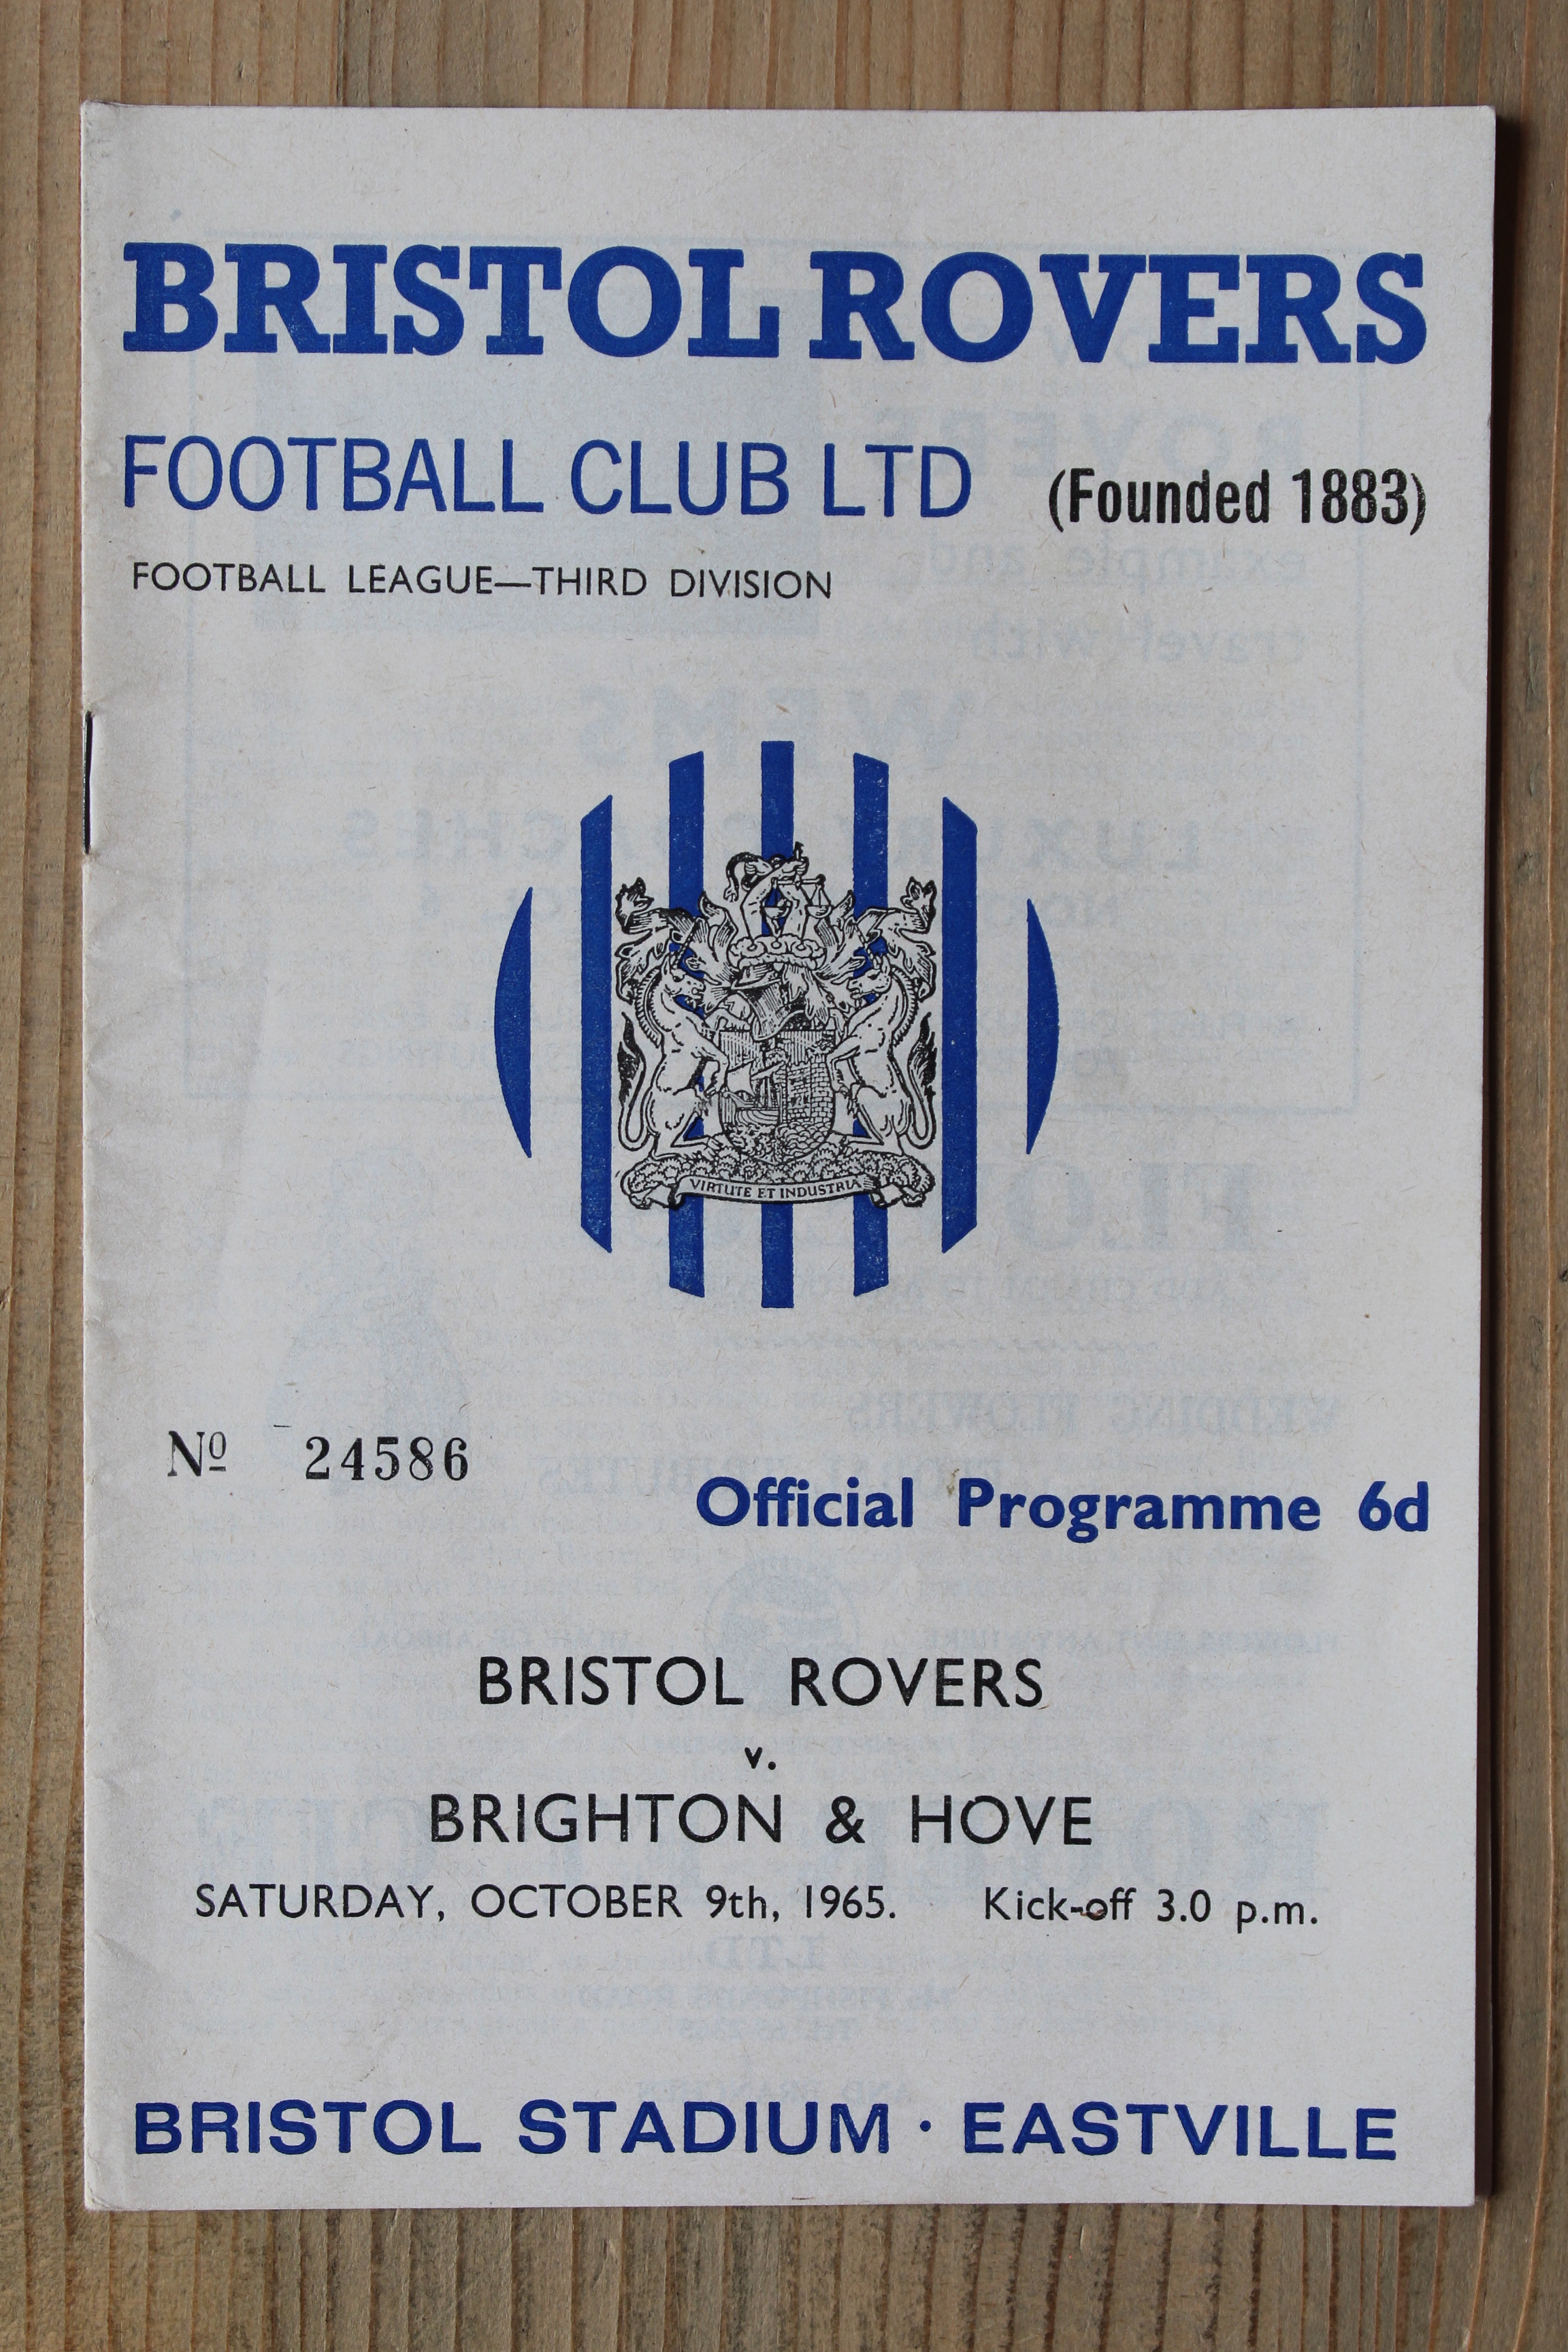 BRISTOL ROVERS
FOOTBALL CLUB LTD (Founded 1883)
FOOTBALL LEAGUE—THIRD DIVISION
VIRTUTE ET INDUSTRIA
Nº 24586
Official Programme 6d
BRISTOL ROVERS
v.
BRIGHTON & HOVE
SATURDAY, OCTOBER 9th, 1965. Kick-off 3.0 p.m.
BRISTOL STADIUM · EASTVILLE